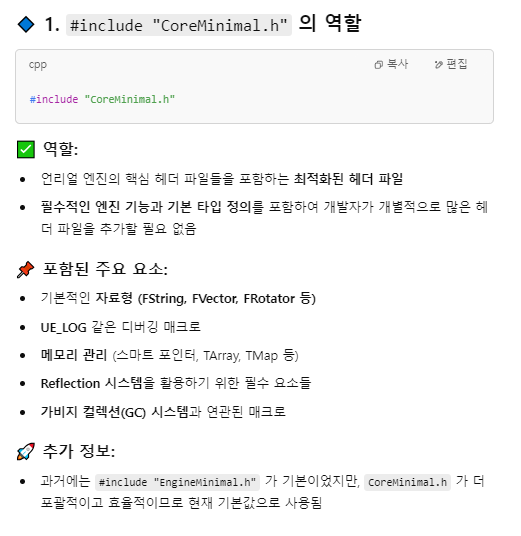 1. #include "CoreMinimal.h" 의 역할
cpp 복사 편집
#include "CoreMinimal.h"
역할:
언리얼 엔진의 핵심 헤더 파일들을 포함하는 최적화된 헤더 파일
필수적인 엔진 기능과 기본 타입 정의를 포함하여 개발자가 개별적으로 많은 헤
더 파일을 추가할 필요 없음
포함된 주요 요소:
기본적인 자료형 (FString, FVector, FRotator 등)
UE_LOG 같은 디버깅 매크로
메모리 관리 (스마트 포인터, TArray, TMap 등)
Reflection 시스템을 활용하기 위한 필수 요소들
가비지 컬렉션(GC) 시스템과 연관된 매크로
추가 정보:
과거에는 #include "EngineMinimal.h" 가 기본이었지만, CoreMinimal.h 가 더
포괄적이고 효율적이므로 현재 기본값으로 사용됨